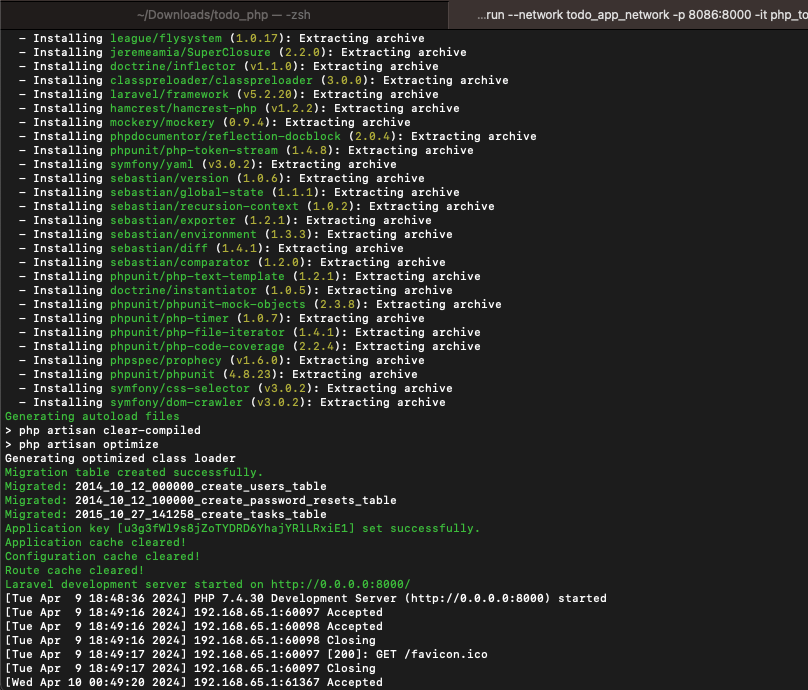 ~/Downloads/todo_php — -zsh
...run --network todo_app_network -p 8086:8000 -it php_to
- Installing league/flysystem (1.0.17): Extracting archive
- Installing jeremeamia/SuperClosure (2.2.0): Extracting archive
- Installing doctrine/inflector (v1.1.0): Extracting archive
- Installing classpreloader/classpreloader (3.0.0): Extracting archive
- Installing laravel/framework (v5.2.20): Extracting archive
- Installing hamcrest/hamcrest-php (v1.2.2): Extracting archive
- Installing mockery/mockery (0.9.4): Extracting archive
- Installing phpdocumentor/reflection-docblock (2.0.4): Extracting archive
- Installing phpunit/php-token-stream (1.4.8): Extracting archive
- Installing symfony/yaml (v3.0.2): Extracting archive
- Installing sebastian/version (1.0.6): Extracting archive
- Installing sebastian/global-state (1.1.1): Extracting archive
- Installing sebastian/recursion-context (1.0.2): Extracting archive
- Installing sebastian/exporter (1.2.1): Extracting archive
- Installing sebastian/environment (1.3.3): Extracting archive
- Installing sebastian/diff (1.4.1): Extracting archive
- Installing sebastian/comparator (1.2.0): Extracting archive
- Installing phpunit/php-text-template (1.2.1): Extracting archive
- Installing doctrine/instantiator (1.0.5): Extracting archive
- Installing phpunit/phpunit-mock-objects (2.3.8): Extracting archive
- Installing phpunit/php-timer (1.0.7): Extracting archive
- Installing phpunit/php-file-iterator (1.4.1): Extracting archive
- Installing phpunit/php-code-coverage (2.2.4): Extracting archive
- Installing phpspec/prophecy (v1.6.0): Extracting archive
- Installing phpunit/phpunit (4.8.23): Extracting archive
- Installing symfony/css-selector (v3.0.2): Extracting archive
- Installing symfony/dom-crawler (v3.0.2): Extracting archive
Generating autoload files
> php artisan clear-compiled
> php artisan optimize
Generating optimized class loader
Migration table created successfully.
Migrated: 2014_10_12_000000_create_users_table
Migrated: 2014_10_12_100000_create_password_resets_table
Migrated: 2015_10_27_141258_create_tasks_table
Application key [u3g3fWl9s8jZoTYDRD6YhajYRlLRxiE1] set successfully.
Application cache cleared!
Configuration cache cleared!
Route cache cleared!
Laravel development server started on http://0.0.0.0:8000/
[Tue Apr  9 18:48:36 2024] PHP 7.4.30 Development Server (http://0.0.0.0:8000) started
[Tue Apr  9 18:49:16 2024] 192.168.65.1:60097 Accepted
[Tue Apr  9 18:49:16 2024] 192.168.65.1:60098 Accepted
[Tue Apr  9 18:49:16 2024] 192.168.65.1:60098 Closing
[Tue Apr  9 18:49:17 2024] 192.168.65.1:60097 [200]: GET /favicon.ico
[Tue Apr  9 18:49:17 2024] 192.168.65.1:60097 Closing
[Wed Apr 10 00:49:20 2024] 192.168.65.1:61367 Accepted